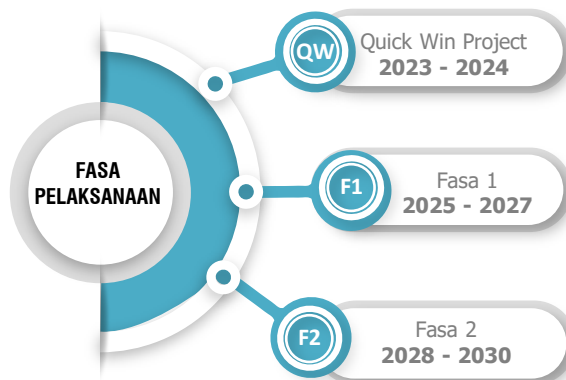 FASA
PELAKSANAAN
QW
Quick Win Project
2023 - 2024
F1
Fasa 1
2025 - 2027
F2
Fasa 2
2028 - 2030